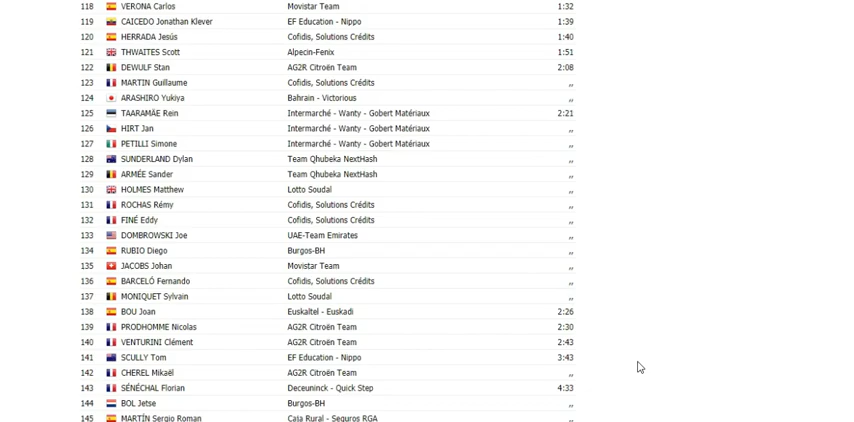 118 VERONA Carlos Movistar Team 1:32
119 CAICEDO Jonathan Klever EF Education - Nippo 1:39
120 HERRADA Jesús Cofidis, Solutions Crédits 1:40
121 THWAITES Scott Alpecin-Fenix 1:51
122 DEWULF Stan AG2R Citroën Team 2:08
123 MARTIN Guillaume Cofidis, Solutions Crédits ,,
124 ARASHIRO Yukiya Bahrain - Victorious ,,
125 TAARAMÄE Rein Intermarché - Wanty - Gobert Matériaux 2:21
126 HIRT Jan Intermarché - Wanty - Gobert Matériaux ,,
127 PETILLI Simone Intermarché - Wanty - Gobert Matériaux ,,
128 SUNDERLAND Dylan Team Qhubeka NextHash ,,
129 ARMÉE Sander Team Qhubeka NextHash ,,
130 HOLMES Matthew Lotto Soudal ,,
131 ROCHAS Rémy Cofidis, Solutions Crédits ,,
132 FINÉ Eddy Cofidis, Solutions Crédits ,,
133 DOMBROWSKI Joe UAE-Team Emirates ,,
134 RUBIO Diego Burgos-BH ,,
135 JACOBS Johan Movistar Team ,,
136 BARCELÓ Fernando Cofidis, Solutions Crédits ,,
137 MONIQUET Sylvain Lotto Soudal ,,
138 BOU Joan Euskaltel - Euskadi 2:26
139 PRODHOMME Nicolas AG2R Citroën Team 2:30
140 VENTURINI Clément AG2R Citroën Team 2:43
141 SCULLY Tom EF Education - Nippo 3:43
142 CHEREL Mikaël AG2R Citroën Team ,,
143 SÉNÉCHAL Florian Deceuninck - Quick Step 4:33
144 BOL Jetse Burgos-BH ,,
145 MARTÍN Sergio Roman Caja Rural - Seguros RGA ,,